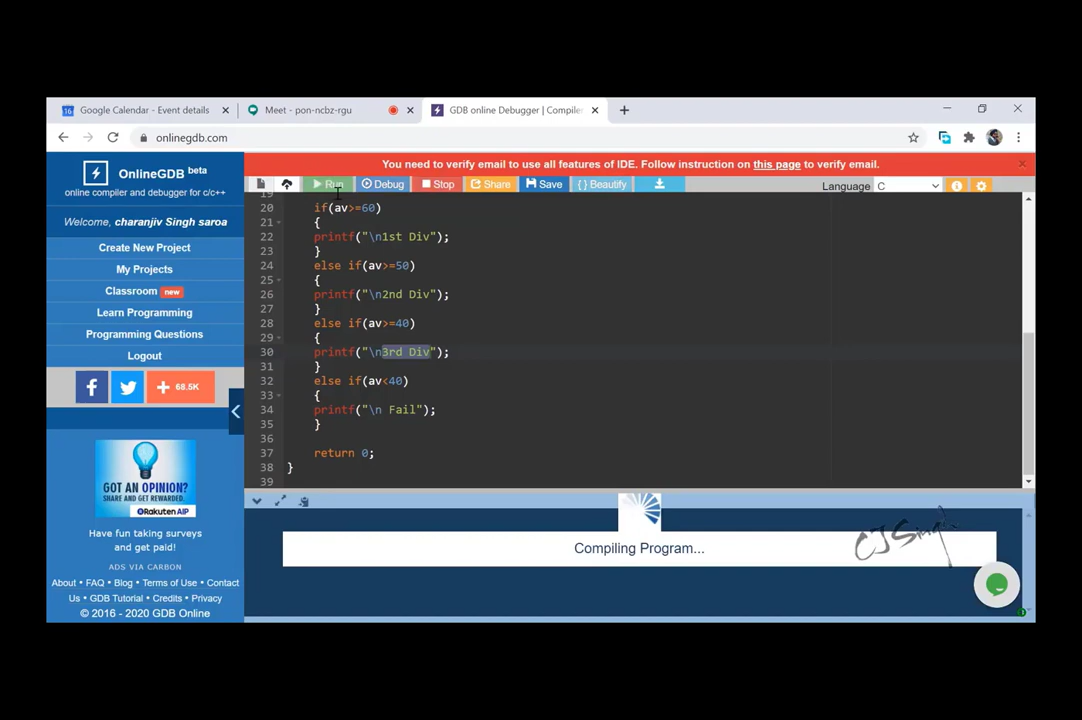 Google Calendar - Event details
Meet - pon-ncbz-rgu
GDB online Debugger | Compiler
onlinegdb.com
OnlineGDB beta
online compiler and debugger for c/c++
Welcome, charanjiv Singh saroa
Create New Project
My Projects
Classroom new
Learn Programming
Programming Questions
Logout
68.5K
GOT AN OPINION?
SHARE AND GET REWARDED.
Rakuten AIP
Have fun taking surveys
and get paid!
ADS VIA CARBON
About • FAQ • Blog • Terms of Use • Contact
Us • GDB Tutorial • Credits • Privacy
© 2016 - 2020 GDB Online
You need to verify email to use all features of IDE. Follow instruction on this page to verify email.
Run Debug Stop Share Save { } Beautify Language C
19
20 if(av>=60)
21 {
22 printf("\n1st Div");
23 }
24 else if(av>=50)
25 {
26 printf("\n2nd Div");
27 }
28 else if(av>=40)
29 {
30 printf("\n3rd Div");
31 }
32 else if(av<40)
33 {
34 printf("\n Fail");
35 }
36
37 return 0;
38 }
39
Compiling Program...
CJSingh